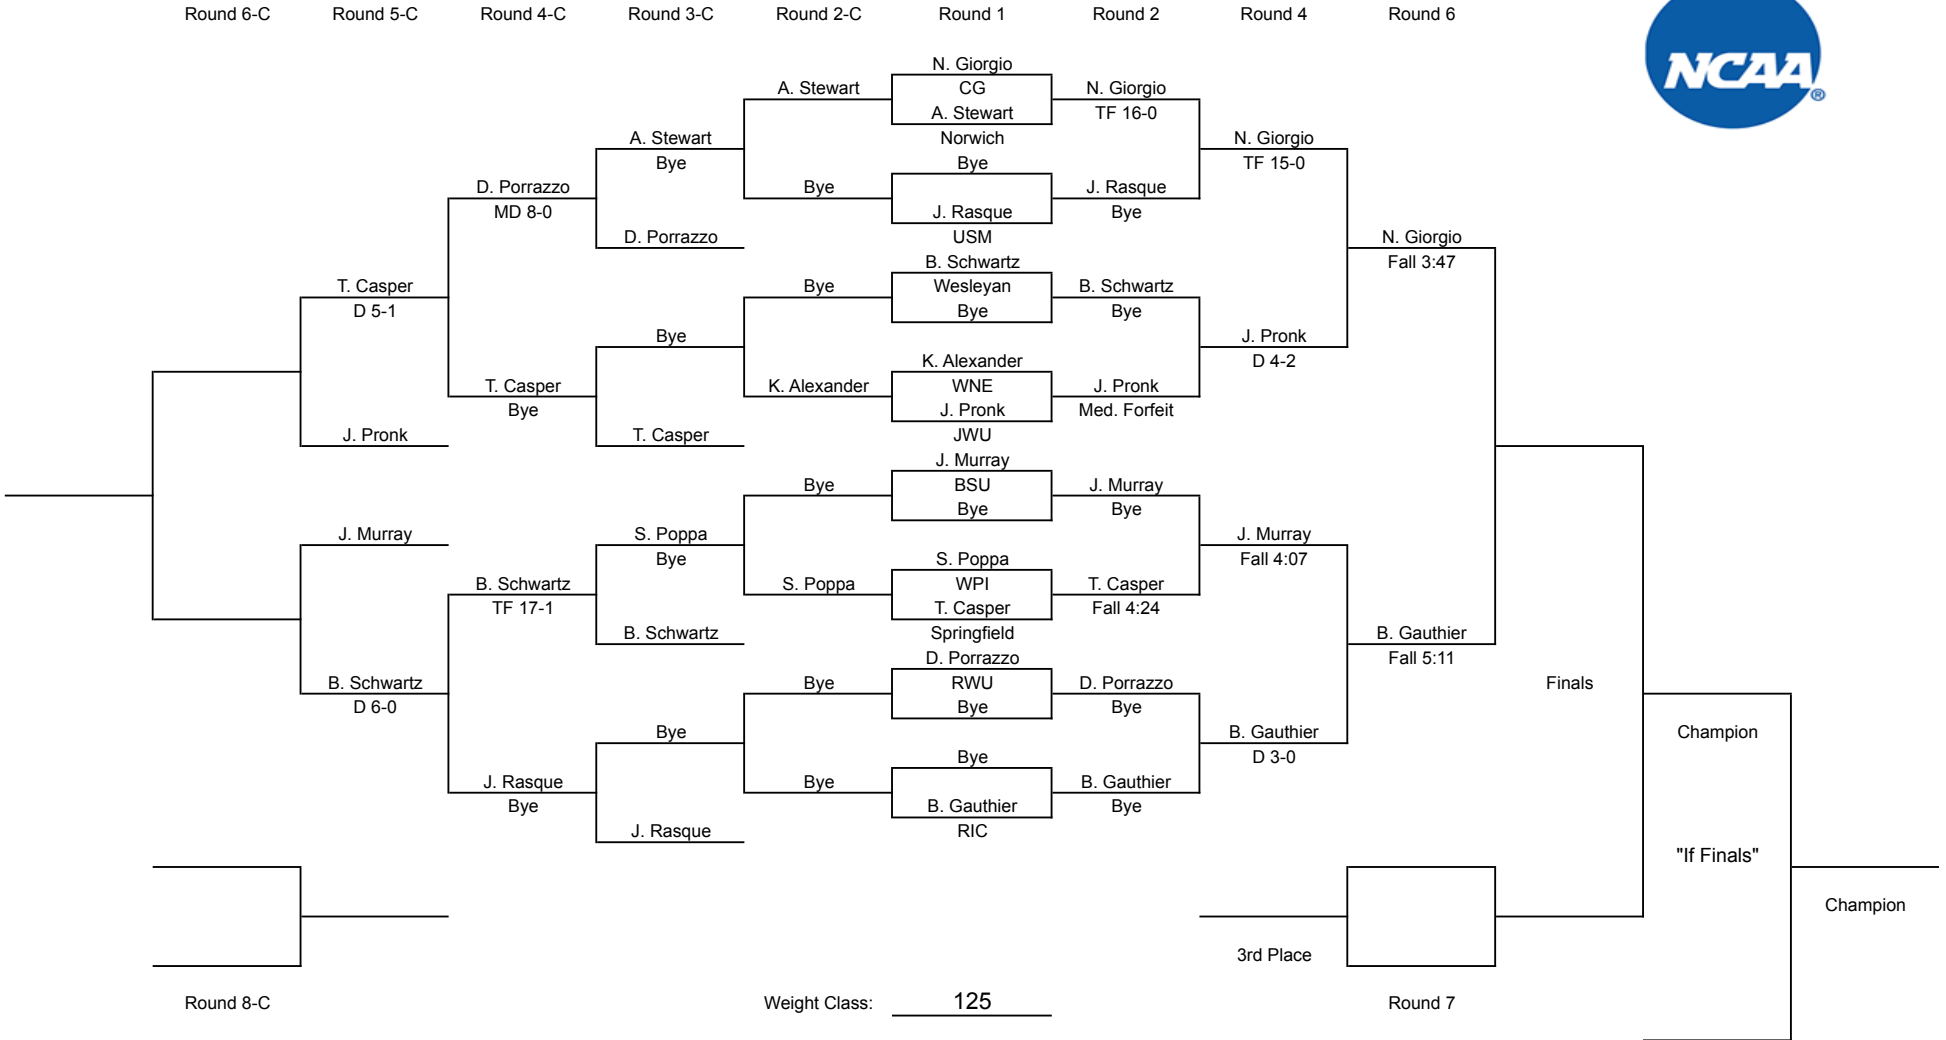 Round 6-C Round 5-C Round 4-C Round 3-C Round 2-C Round 1 Round 2 Round 4 Round 6
NCAA®
N. Giorgio
A. Stewart CG N. Giorgio
A. Stewart TF 16-0
A. Stewart Norwich N. Giorgio
Bye Bye TF 15-0
D. Porrazzo Bye J. Rasque
MD 8-0 J. Rasque Bye
D. Porrazzo USM N. Giorgio
B. Schwartz Fall 3:47
T. Casper Bye Wesleyan B. Schwartz
D 5-1 Bye Bye
Bye J. Pronk
K. Alexander D 4-2
T. Casper K. Alexander WNE J. Pronk
Bye J. Pronk Med. Forfeit
J. Pronk T. Casper JWU
J. Murray
Bye BSU J. Murray
Bye Bye
J. Murray S. Poppa J. Murray
Bye S. Poppa Fall 4:07
B. Schwartz S. Poppa WPI T. Casper
TF 17-1 T. Casper Fall 4:24
B. Schwartz Springfield B. Gauthier
D. Porrazzo Fall 5:11
B. Schwartz Bye RWU D. Porrazzo Finals
D 6-0 Bye Bye
Bye B. Gauthier Champion
Bye D 3-0
J. Rasque Bye B. Gauthier
Bye B. Gauthier Bye
J. Rasque RIC
"If Finals"
Champion
3rd Place
Round 8-C Weight Class: 125 Round 7